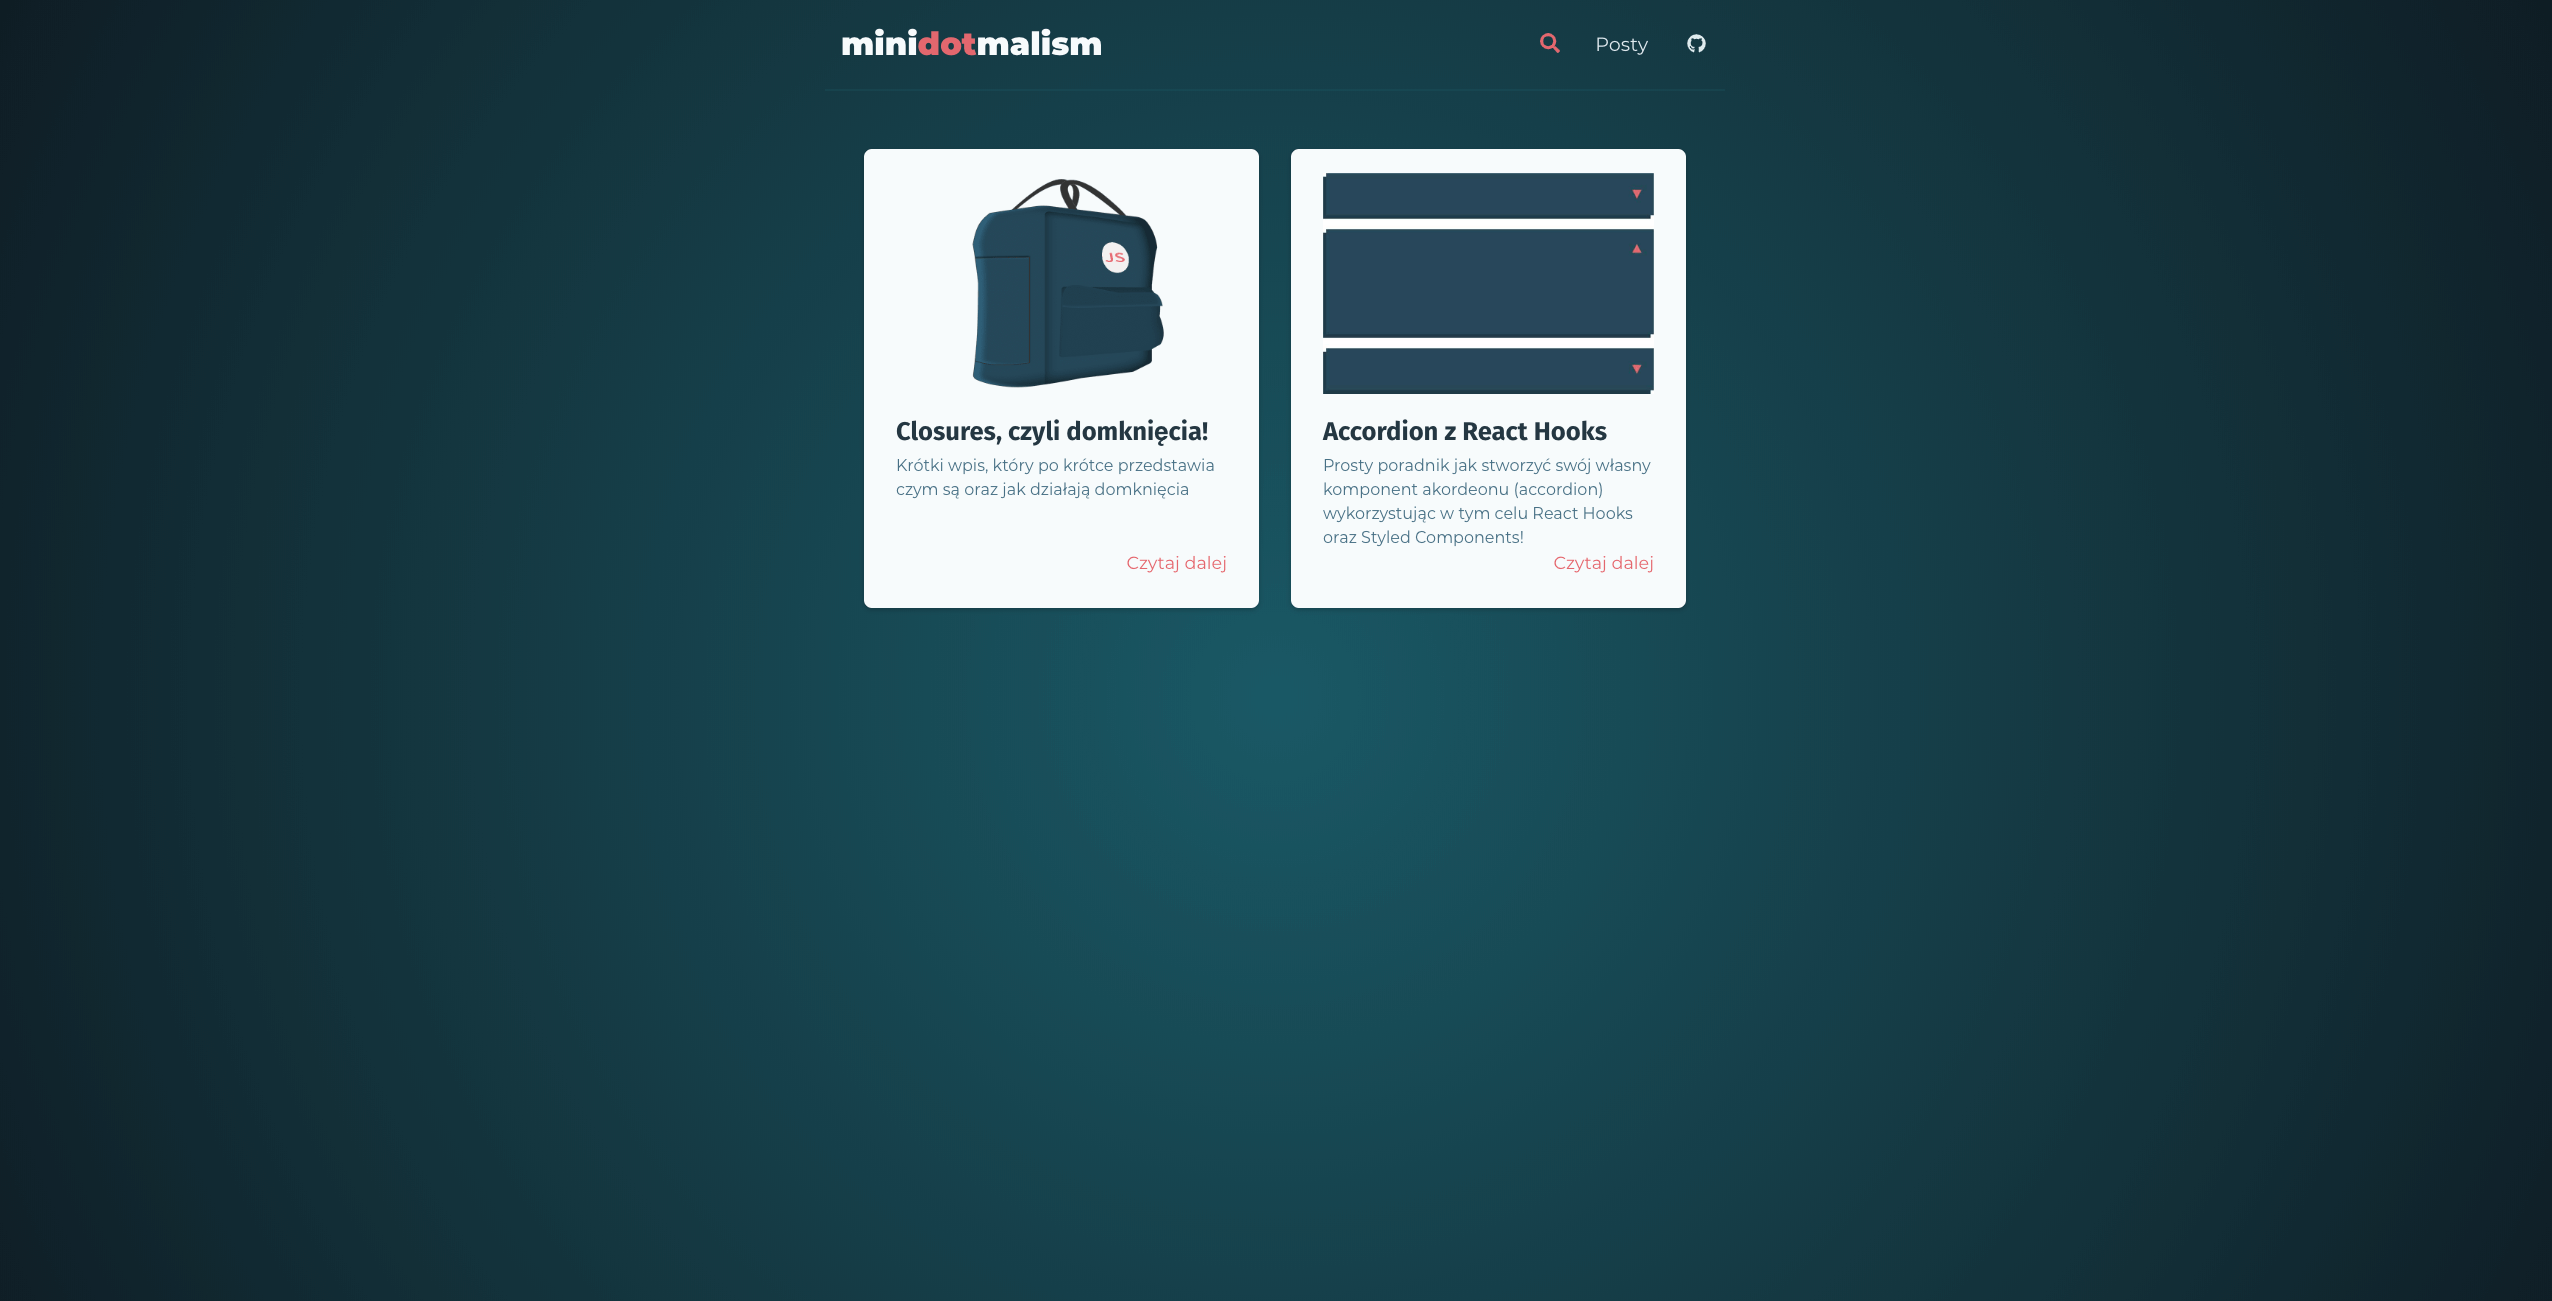 minidotmalism
Posty
JS
Closures, czyli domknięcia!
Krótki wpis, który po krótce przedstawia
czym są oraz jak działają domknięcia
Czytaj dalej
Accordion z React Hooks
Prosty poradnik jak stworzyć swój własny
komponent akordeonu (accordion)
wykorzystując w tym celu React Hooks
oraz Styled Components!
Czytaj dalej